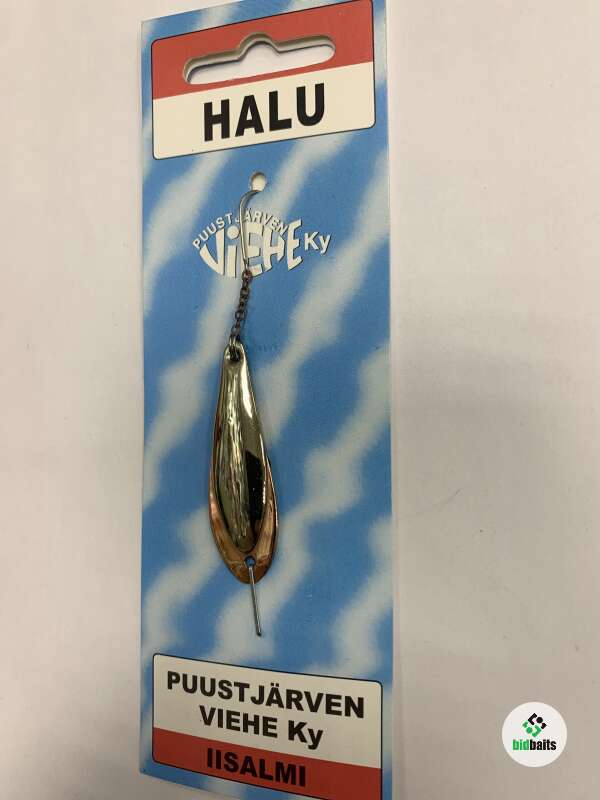 HALU
PUUSTJÄRVEN
VIEHE Ky
PUUSTJÄRVEN
VIEHE Ky
IISALMI
bidbaits